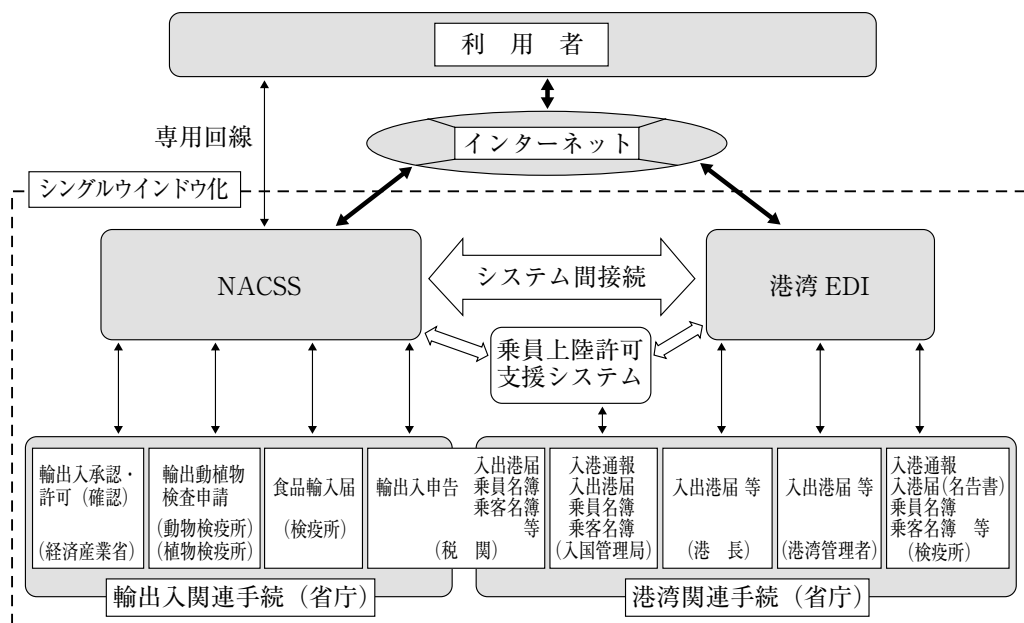 利 用 者
専用回線
インターネット
シングルウインドウ化
NACSS
システム間接続
港湾 EDI
乗員上陸許可
支援システム
輸出入承認・
許可（確認）
(経済産業省)
輸出動植物
検査申請
(動物検疫所)
(植物検疫所)
食品輸入届
(検疫所)
輸出入申告
入出港届
乗員名簿
乗客名簿
等
(税 関)
入港通報
入出港届
乗員名簿
乗客名簿
(入国管理局)
入出港届 等
(港 長)
入出港届 等
(港湾管理者)
入港通報
入港届(名告書)
乗員名簿
乗客名簿 等
(検疫所)
輸出入関連手続（省庁）
港湾関連手続（省庁）